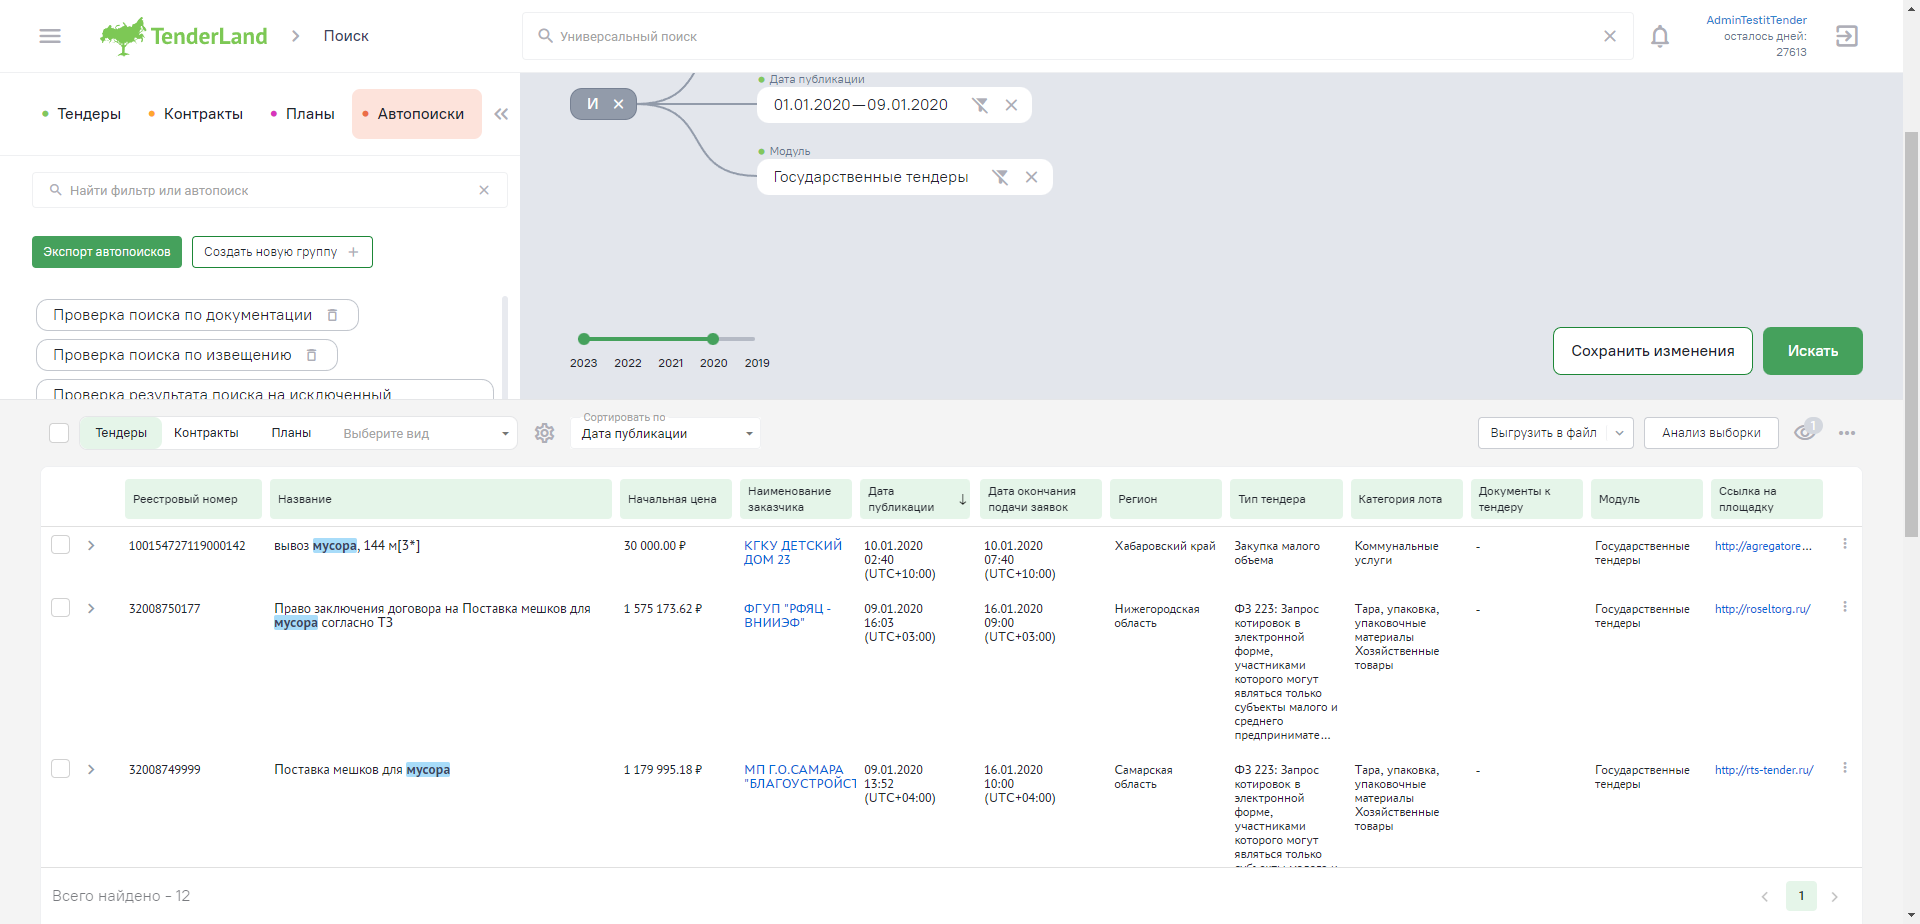 TenderLand
Поиск
Универсальный поиск
AdminTestitTender
осталось дней:
27613
Тендеры
Контракты
Планы
Автопоиски
Найти фильтр или автопоиск
Экспорт автопоисков
Создать новую группу
Проверка поиска по документации
Проверка поиска по извещению
Проверка результата поиска на исключенный
И
Дата публикации
01.01.2020—09.01.2020
Модуль
Государственные тендеры
2023 2022 2021 2020 2019
Сохранить изменения
Искать
Тендеры Контракты Планы Выберите вид
Сортировать по
Дата публикации
Выгрузить в файл
Анализ выборки
1
Реестровый номер
Название
Начальная цена
Наименование
заказчика
Дата
публикации
Дата окончания
подачи заявок
Регион
Тип тендера
Категория лота
Документы к
тендеру
Модуль
Ссылка на
площадку
100154727119000142
вывоз мусора, 144 м[3*]
30 000.00 ₽
КГКУ ДЕТСКИЙ
ДОМ 23
10.01.2020
02:40
(UTC+10:00)
10.01.2020
07:40
(UTC+10:00)
Хабаровский край
Закупка малого
объема
Коммунальные
услуги
-
Государственные
тендеры
http://agregatore...
32008750177
Право заключения договора на Поставка мешков для
мусора согласно ТЗ
1 575 173.62 ₽
ФГУП "РФЯЦ -
ВНИИЭФ"
09.01.2020
16:03
(UTC+03:00)
16.01.2020
09:00
(UTC+03:00)
Нижегородская
область
ФЗ 223: Запрос
котировок в
электронной
форме,
участниками
которого могут
являться только
субъекты малого и
среднего
предпринимате...
Тара, упаковка,
упаковочные
материалы
Хозяйственные
товары
-
Государственные
тендеры
http://roseltorg.ru/
32008749999
Поставка мешков для мусора
1 179 995.18 ₽
МП Г.О.САМАРА
"БЛАГОУСТРОЙСТ
09.01.2020
13:52
(UTC+04:00)
16.01.2020
10:00
(UTC+04:00)
Самарская
область
ФЗ 223: Запрос
котировок в
электронной
форме,
участниками
которого могут
являться только
Тара, упаковка,
упаковочные
материалы
Хозяйственные
товары
-
Государственные
тендеры
http://rts-tender.ru/
Всего найдено - 12
1